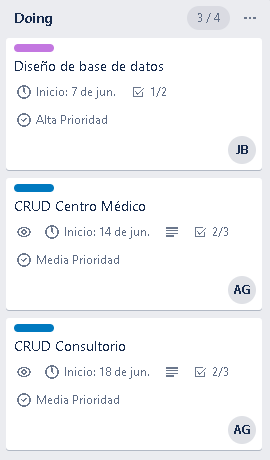 Doing 3 / 4
Diseño de base de datos
Inicio: 7 de jun. 1/2
Alta Prioridad
JB
CRUD Centro Médico
Inicio: 14 de jun. 2/3
Media Prioridad
AG
CRUD Consultorio
Inicio: 18 de jun. 2/3
Media Prioridad
AG